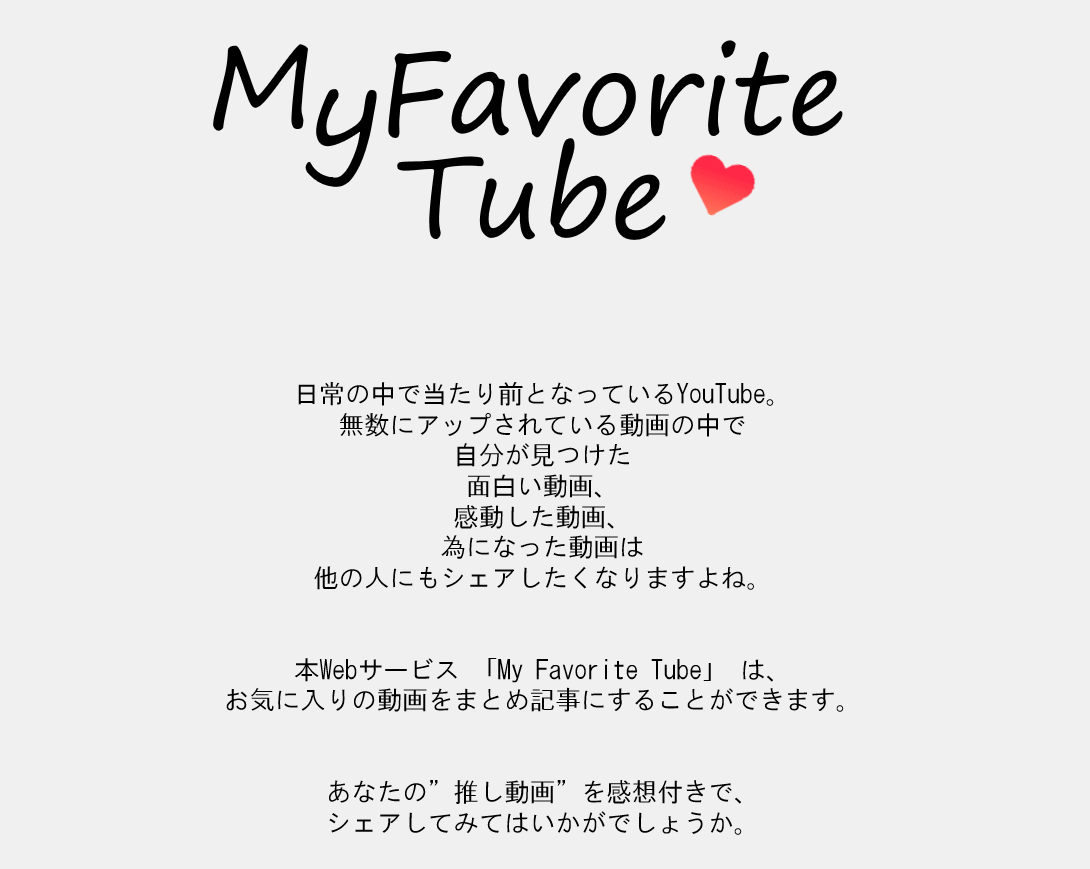 MyFavorite
Tube
日常の中で当たり前となっているYouTube。
無数にアップされている動画の中で
自分が見つけた
面白い動画、
感動した動画、
為になった動画は
他の人にもシェアしたくなりますよね。
本Webサービス 「My Favorite Tube」 は、
お気に入りの動画をまとめ記事にすることができます。
あなたの”推し動画”を感想付きで、
シェアしてみてはいかがでしょうか。